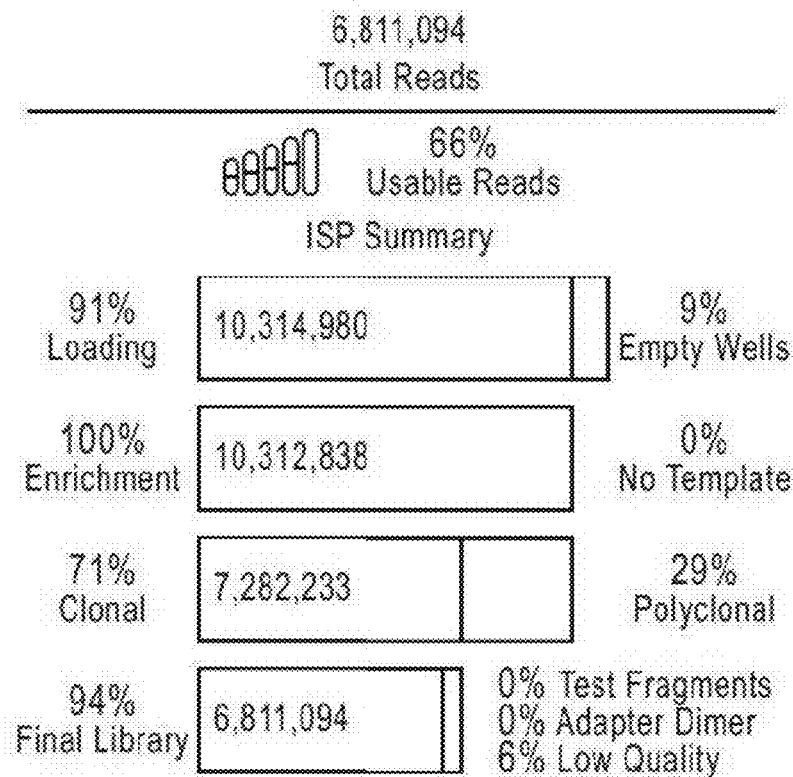 6,811,094
Total Reads
66%
Usable Reads
ISP Summary
91%
Loading
10,314,980
9%
Empty Wells
100%
Enrichment
10,312,838
0%
No Template
71%
Clonal
7,282,233
29%
Polyclonal
94%
Final Library
6,811,094
0% Test Fragments
0% Adapter Dimer
6% Low Quality